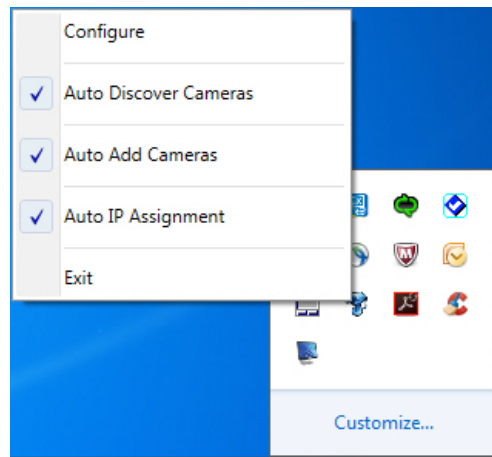 Configure
Auto Discover Cameras
Auto Add Cameras
Auto IP Assignment
Exit
Customize...